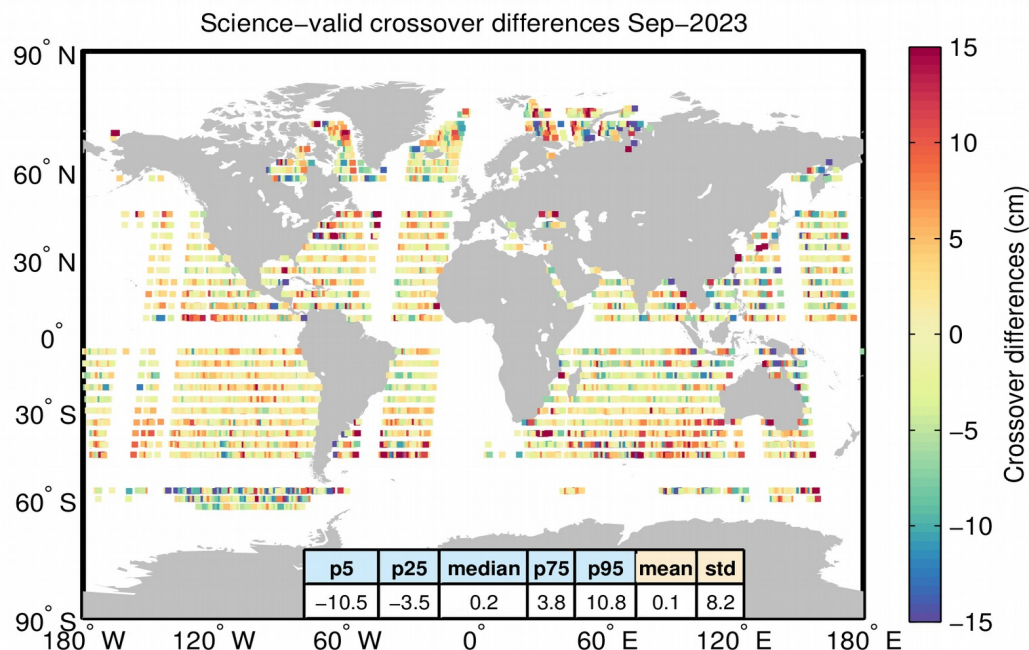 Science−valid crossover differences Sep−2023
90° N
60° N
30° N
0°
30° S
60° S
90° S
180° W
120° W
60° W
0°
60° E
120° E
180° E
p5 p25 median p75 p95 mean std
−10.5 −3.5 0.2 3.8 10.8 0.1 8.2
15
10
5
0
−5
−10
−15
Crossover differences (cm)